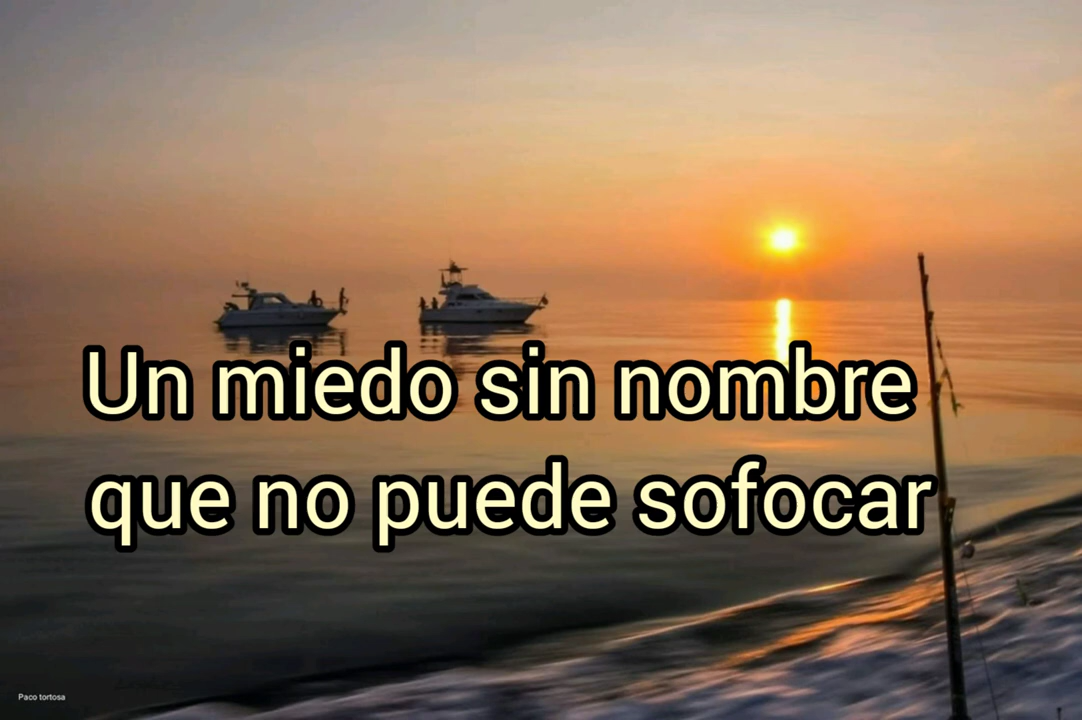 Un miedo sin nombre
que no puede sofocar
Paco tortosa